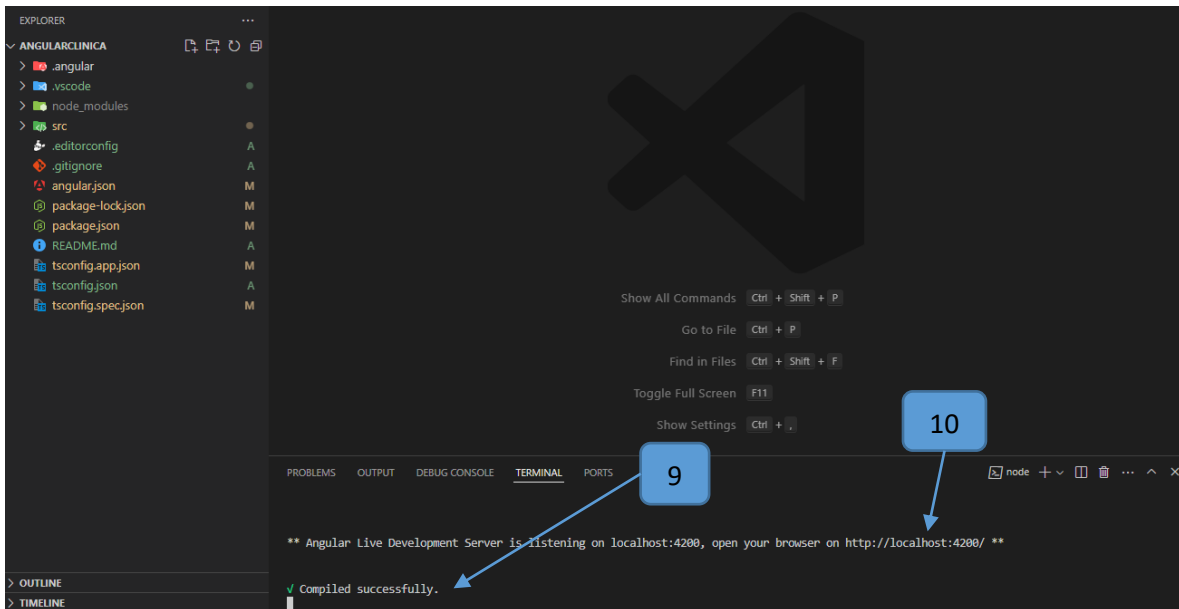 EXPLORER
ANGULARCLINICA
.angular
.vscode
node_modules
src
.editorconfig A
.gitignore A
angular.json M
package-lock.json M
package.json M
README.md A
tsconfig.app.json M
tsconfig.json A
tsconfig.spec.json M
OUTLINE
TIMELINE
Show All Commands Ctrl + Shift + P
Go to File Ctrl + P
Find in Files Ctrl + Shift + F
Toggle Full Screen F11
Show Settings Ctrl + ,
10
9
PROBLEMS OUTPUT DEBUG CONSOLE TERMINAL PORTS node
** Angular Live Development Server is listening on localhost:4200, open your browser on http://localhost:4200/ **
√ Compiled successfully.